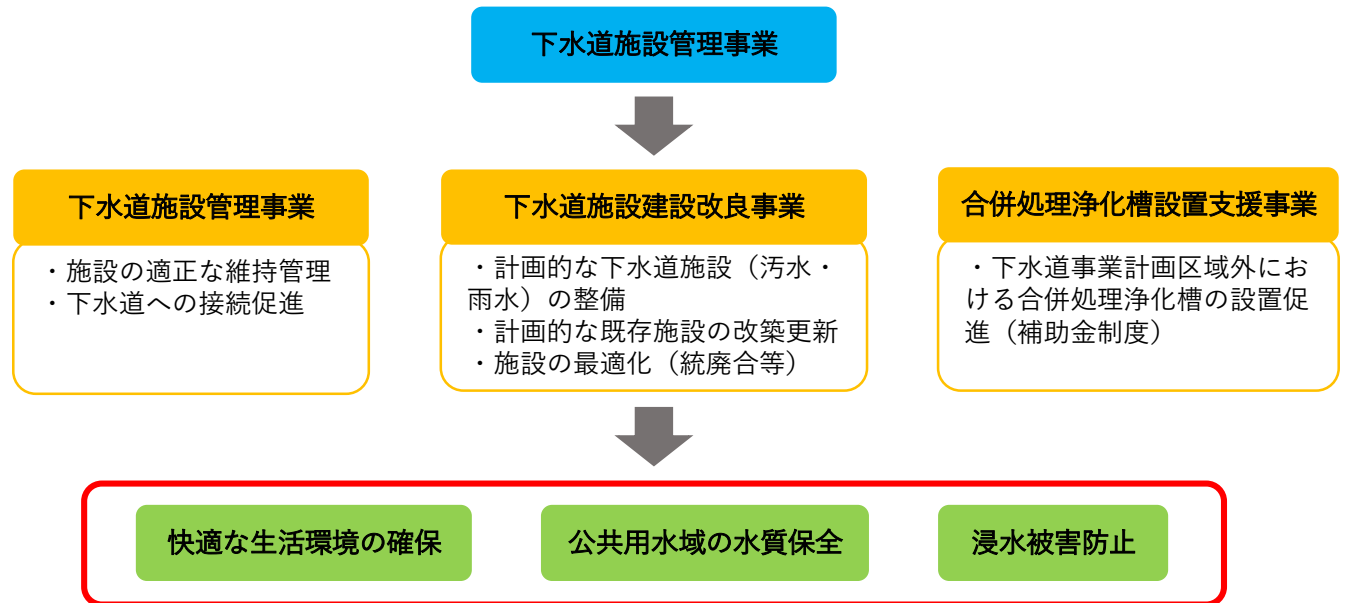 下水道施設管理事業
下水道施設管理事業
・施設の適正な維持管理
・下水道への接続促進
下水道施設建設改良事業
・計画的な下水道施設（汚水・
雨水）の整備
・計画的な既存施設の改築更新
・施設の最適化（統廃合等）
合併処理浄化槽設置支援事業
・下水道事業計画区域外にお
ける合併処理浄化槽の設置促
進（補助金制度）
快適な生活環境の確保
公共用水域の水質保全
浸水被害防止